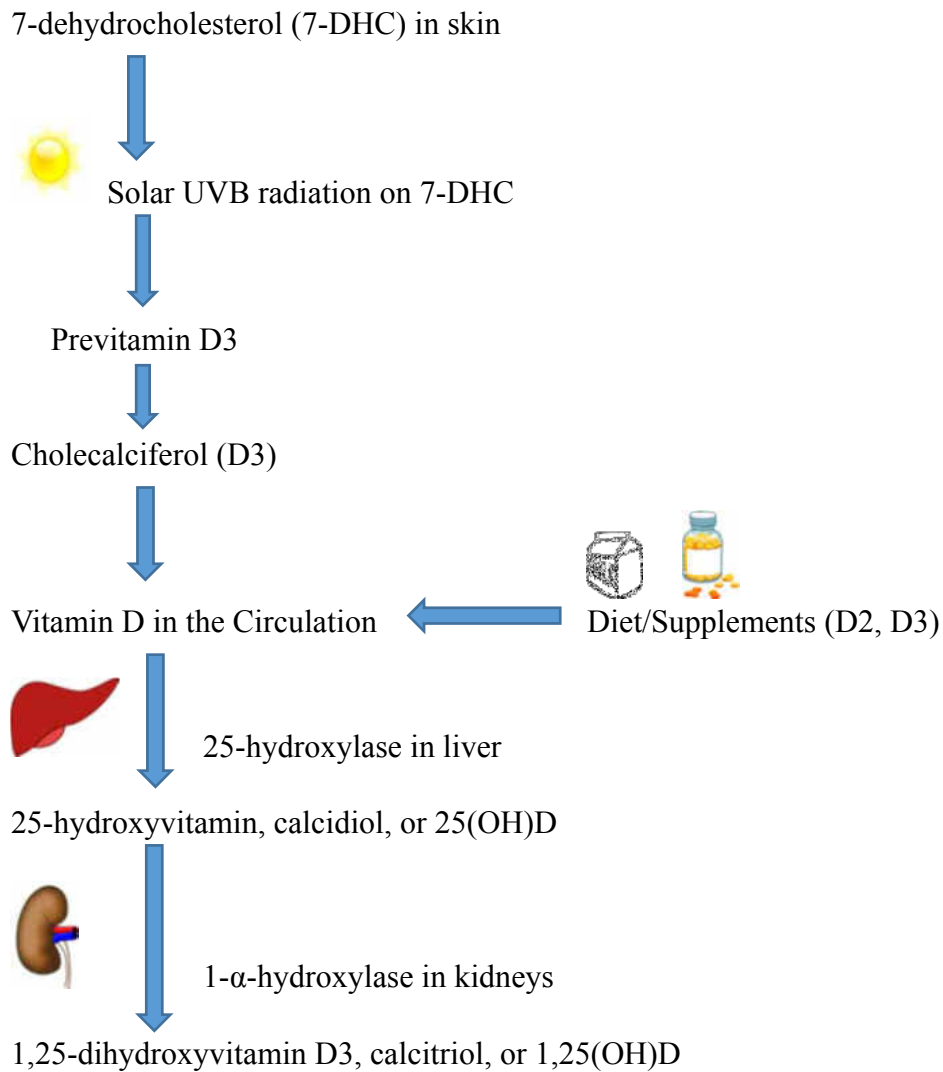 7-dehydrocholesterol (7-DHC) in skin
Solar UVB radiation on 7-DHC
Previtamin D3
Cholecalciferol (D3)
Vitamin D in the Circulation
Diet/Supplements (D2, D3)
25-hydroxylase in liver
25-hydroxyvitamin, calcidiol, or 25(OH)D
1-α-hydroxylase in kidneys
1,25-dihydroxyvitamin D3, calcitriol, or 1,25(OH)D